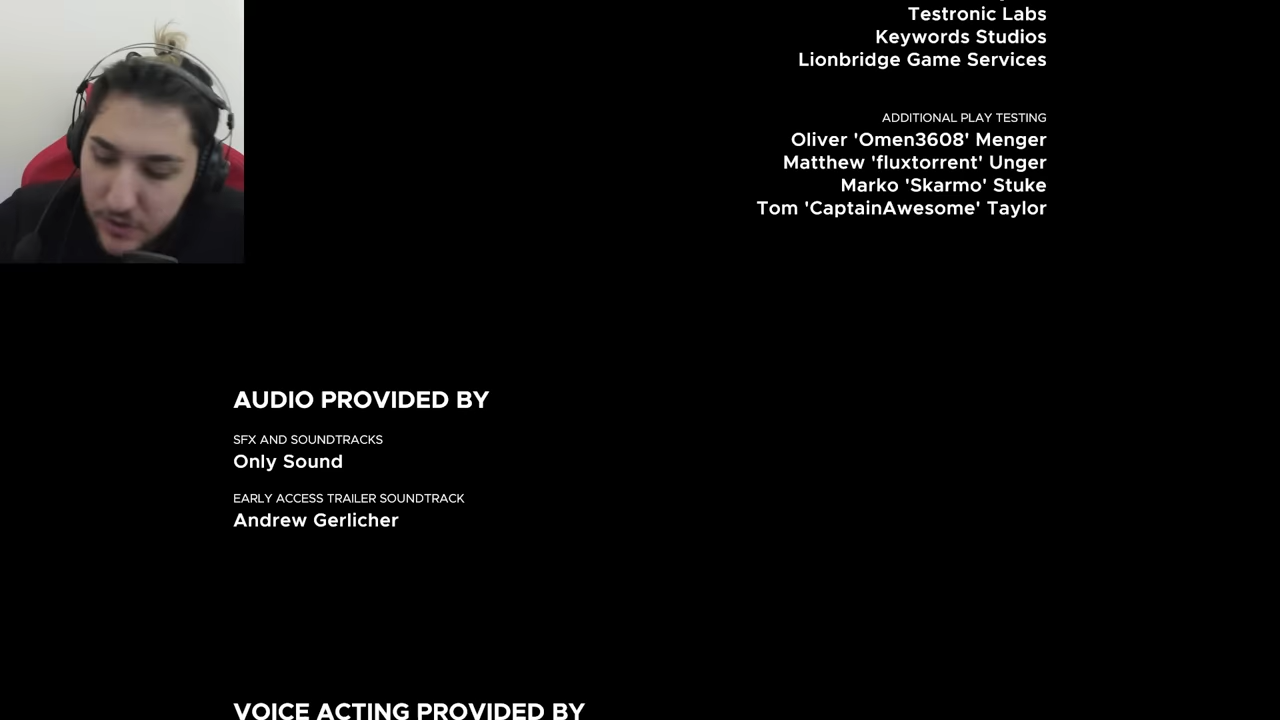 Testronic Labs
Keywords Studios
Lionbridge Game Services
ADDITIONAL PLAY TESTING
Oliver 'Omen3608' Menger
Matthew 'fluxtorrent' Unger
Marko 'Skarmo' Stuke
Tom 'CaptainAwesome' Taylor
AUDIO PROVIDED BY
SFX AND SOUNDTRACKS
Only Sound
EARLY ACCESS TRAILER SOUNDTRACK
Andrew Gerlicher
VOICE ACTING PROVIDED BY